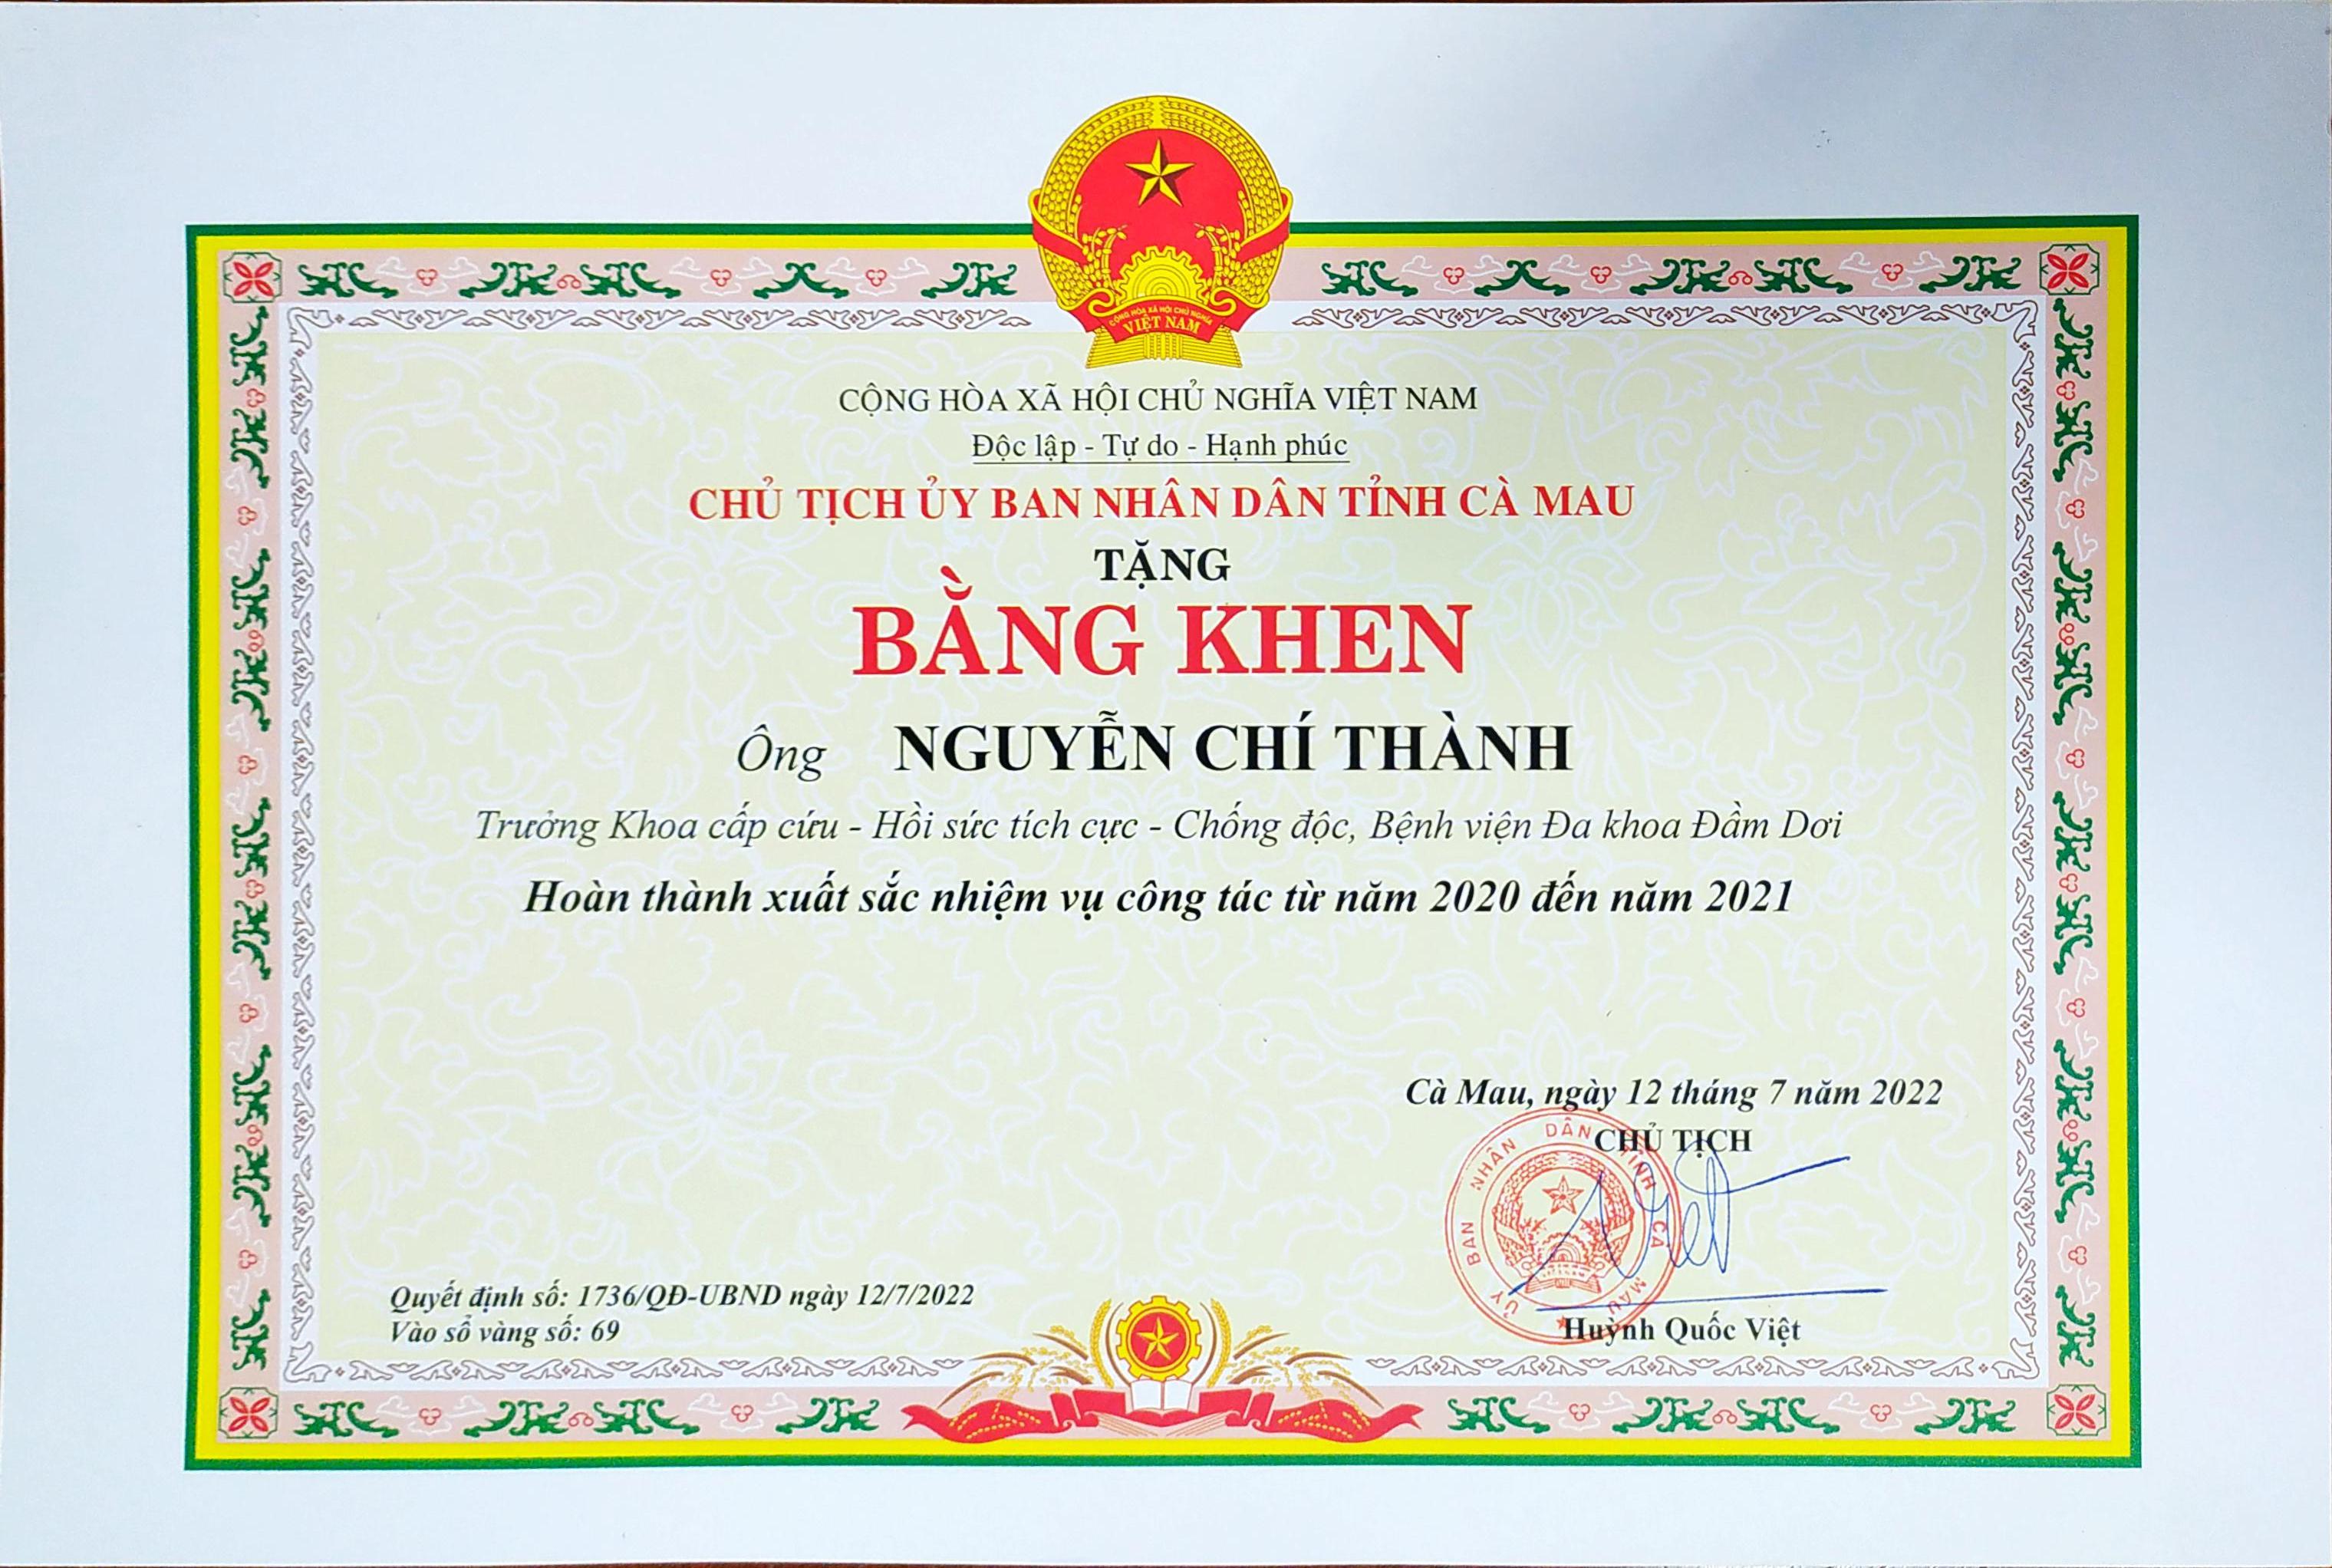 CỘNG HÒA XÃ HỘI CHỦ NGHĨA
VIỆT NAM
CỘNG HÒA XÃ HỘI CHỦ NGHĨA VIỆT NAM
Độc lập - Tự do - Hạnh phúc
CHỦ TỊCH ỦY BAN NHÂN DÂN TỈNH CÀ MAU
TẶNG
BẰNG KHEN
Ông NGUYỄN CHÍ THÀNH
Trưởng Khoa cấp cứu - Hồi sức tích cực - Chống độc, Bệnh viện Đa khoa Đầm Dơi
Hoàn thành xuất sắc nhiệm vụ công tác từ năm 2020 đến năm 2021
Cà Mau, ngày 12 tháng 7 năm 2022
CHỦ TỊCH
ỦY BAN NHÂN DÂN TỈNH CÀ MAU
Huỳnh Quốc Việt
Quyết định số: 1736/QĐ-UBND ngày 12/7/2022
Vào sổ vàng số: 69